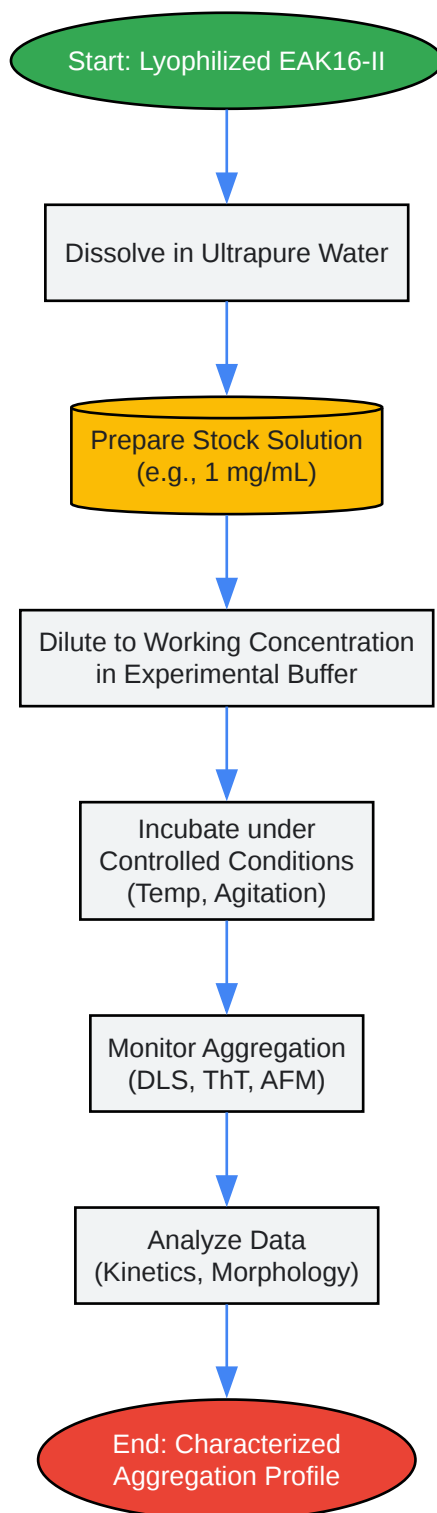 Start: Lyophilized EAK16-II
Dissolve in Ultrapure Water
Prepare Stock Solution
(e.g., 1 mg/mL)
Dilute to Working Concentration
in Experimental Buffer
Incubate under
Controlled Conditions
(Temp, Agitation)
Monitor Aggregation
(DLS, ThT, AFM)
Analyze Data
(Kinetics, Morphology)
End: Characterized
Aggregation Profile